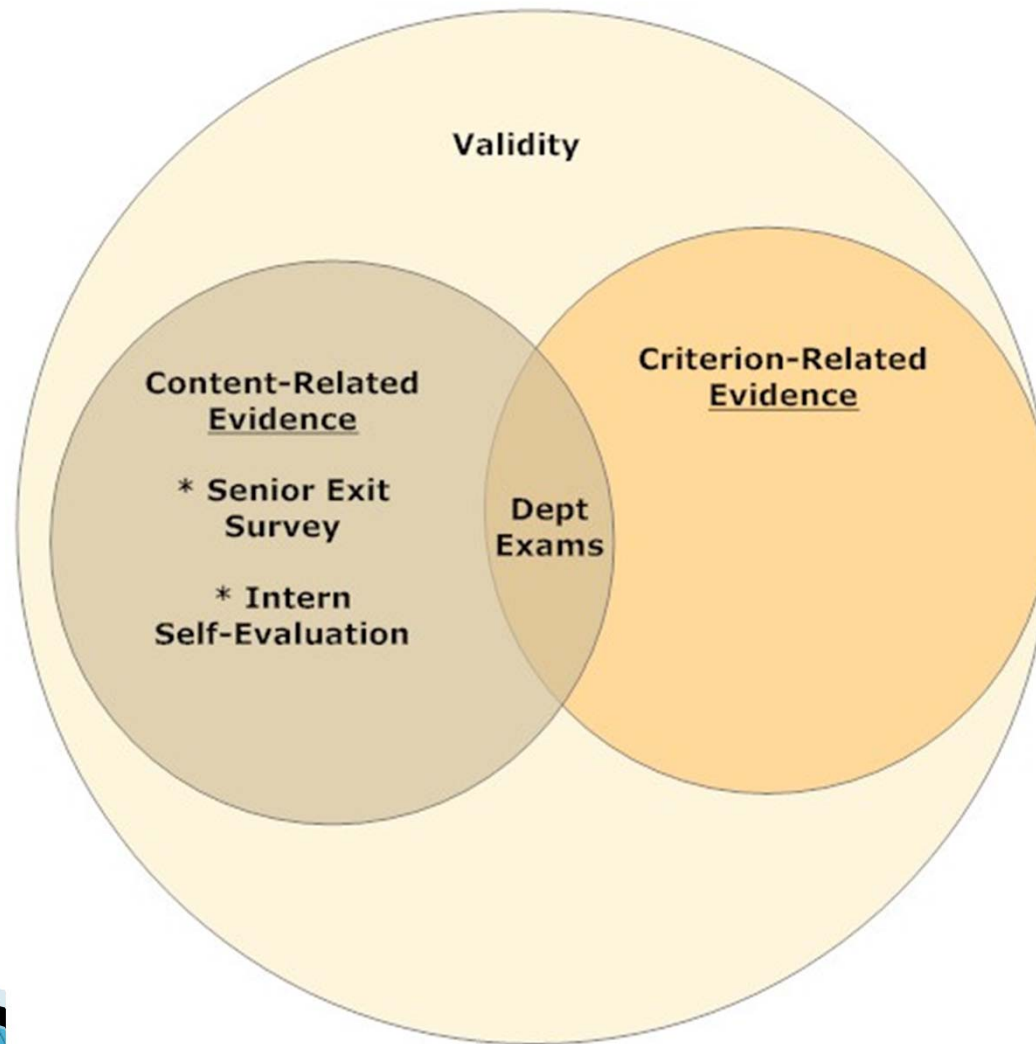 Validity
Content-Related
Evidence
* Senior Exit
Survey
* Intern
Self-Evaluation
Dept
Exams
Criterion-Related
Evidence